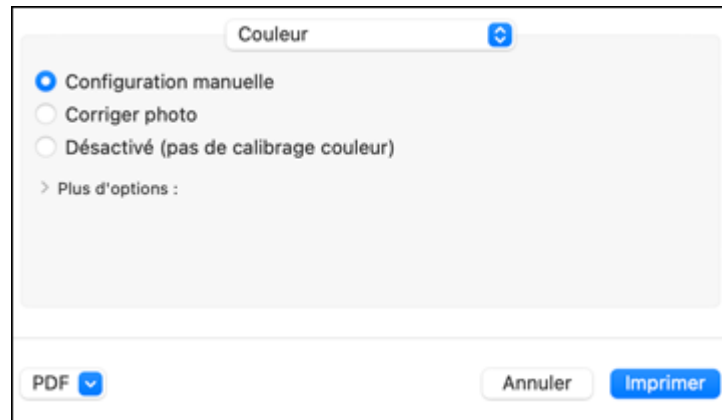 Couleur
Configuration manuelle
Corriger photo
Désactivé (pas de calibrage couleur)
Plus d'options :
PDF
Annuler
Imprimer